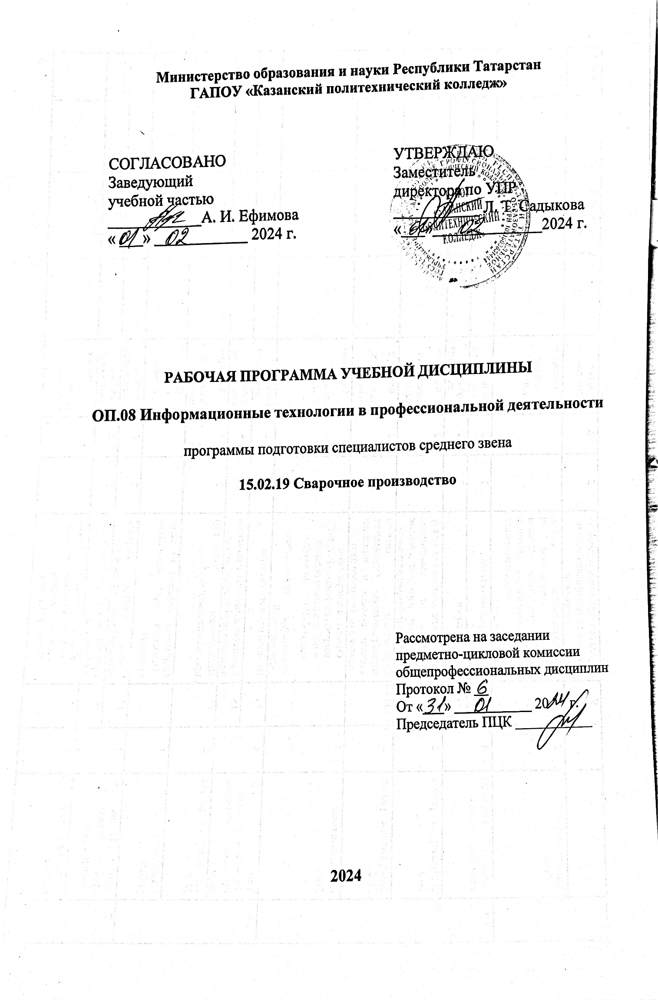 Министерство образования и науки Республики Татарстан
ГАПОУ «Казанский политехнический колледж»
СОГЛАСОВАНО
Заведующий
учебной частью
А. И. Ефимова
«01» 02 2024 г.
УТВЕРЖДАЮ
Заместитель
директора по УПР
Л. Т. Садыкова
«01» 02 2024 г.
КОЛЛЕДЖ»
РАБОЧАЯ ПРОГРАММА УЧЕБНОЙ ДИСЦИПЛИНЫ
ОП.08 Информационные технологии в профессиональной деятельности
программы подготовки специалистов среднего звена
15.02.19 Сварочное производство
Рассмотрена на заседании
предметно-цикловой комиссии
общепрофессиональных дисциплин
Протокол № 6
От «31» 01 2024 г.
Председатель ПЦК
2024